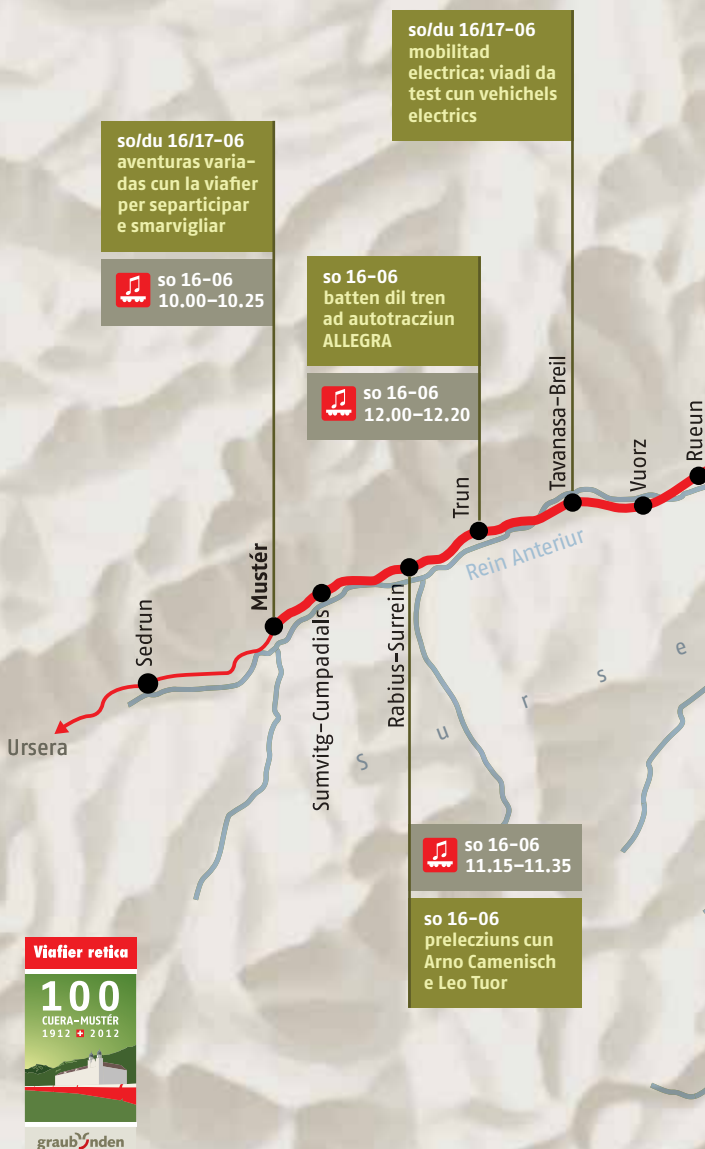 so/du 16/17–06
mobilitad
electrica: viadi da
test cun vehichels
electrics
so/du 16/17–06
aventuras varia–
das cun la viafier
per separticipar
e smarvigliar
so 16–06
10.00–10.25
so 16–06
batten dil tren
ad autotracziun
ALLEGRA
so 16–06
12.00–12.20
Rueun
Vuorz
Tavanasa–Breil
Trun
Rein Anteriur
Mustér
Sedrun
Ursera
Sumvitg–Cumpadials
Rabius–Surrein
S u r s e
so 16–06
11.15–11.35
so 16–06
prelecziuns cun
Arno Camenisch
e Leo Tuor
Viafier retica
100
CUERA–MUSTÉR
1912 2012
graubünden